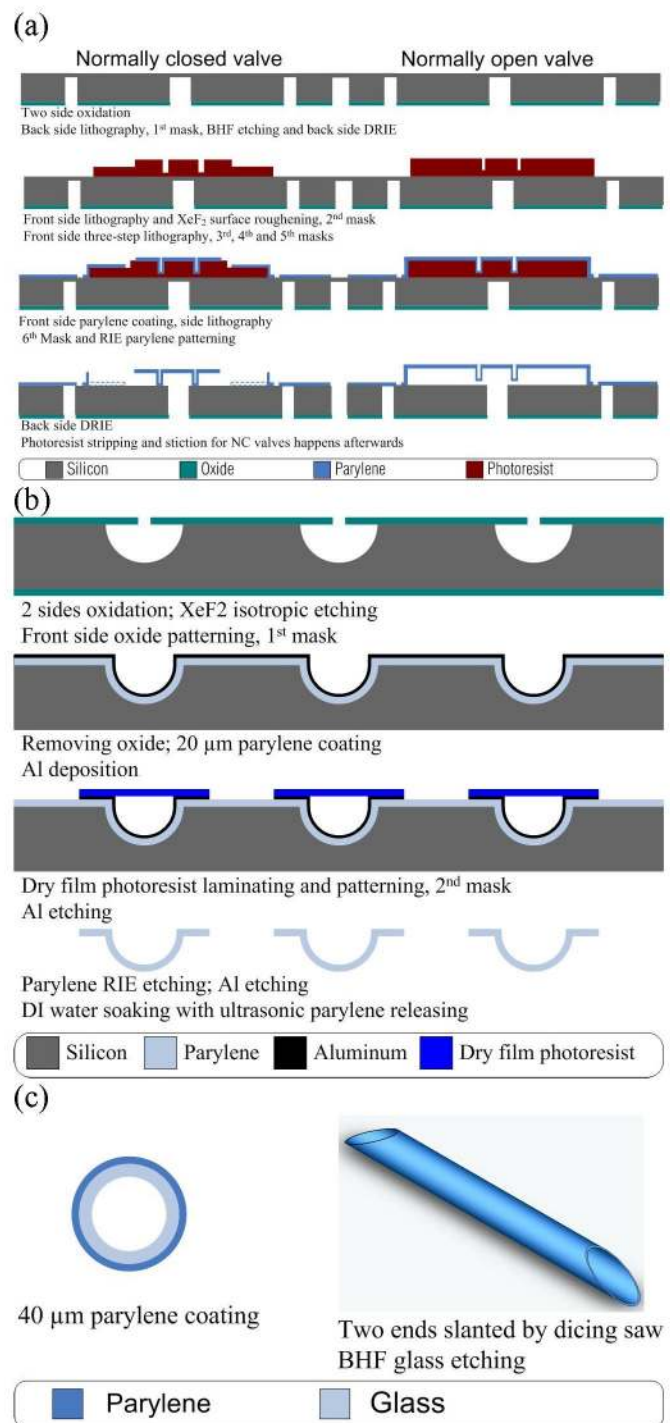 (a)
Normally closed valve Normally open valve
Two side oxidation
Back side lithography, 1st mask, BHF etching and back side DRIE
Front side lithography and XeF2 surface roughening, 2nd mask
Front side three-step lithography, 3rd, 4th and 5th masks
Front side parylene coating, side lithography
6th Mask and RIE parylene patterning
Back side DRIE
Photoresist stripping and stiction for NC valves happens afterwards
Silicon Oxide Parylene Photoresist
(b)
2 sides oxidation; XeF2 isotropic etching
Front side oxide patterning, 1st mask
Removing oxide; 20 µm parylene coating
Al deposition
Dry film photoresist laminating and patterning, 2nd mask
Al etching
Parylene RIE etching; Al etching
DI water soaking with ultrasonic parylene releasing
Silicon Parylene Aluminum Dry film photoresist
(c)
40 µm parylene coating
Two ends slanted by dicing saw
BHF glass etching
Parylene Glass